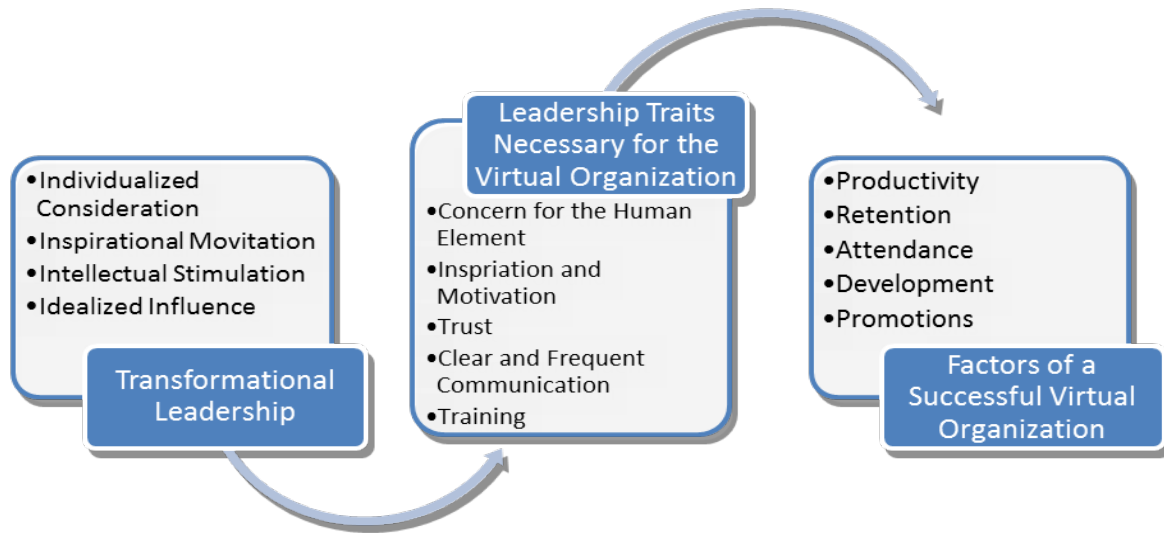 •Individualized
Consideration
•Inspirational Movitation
•Intellectual Stimulation
•Idealized Influence
Transformational
Leadership
Leadership Traits
Necessary for the
Virtual Organization
•Concern for the Human
Element
•Inspriation and
Motivation
•Trust
•Clear and Frequent
Communication
•Training
•Productivity
•Retention
•Attendance
•Development
•Promotions
Factors of a
Successful Virtual
Organization